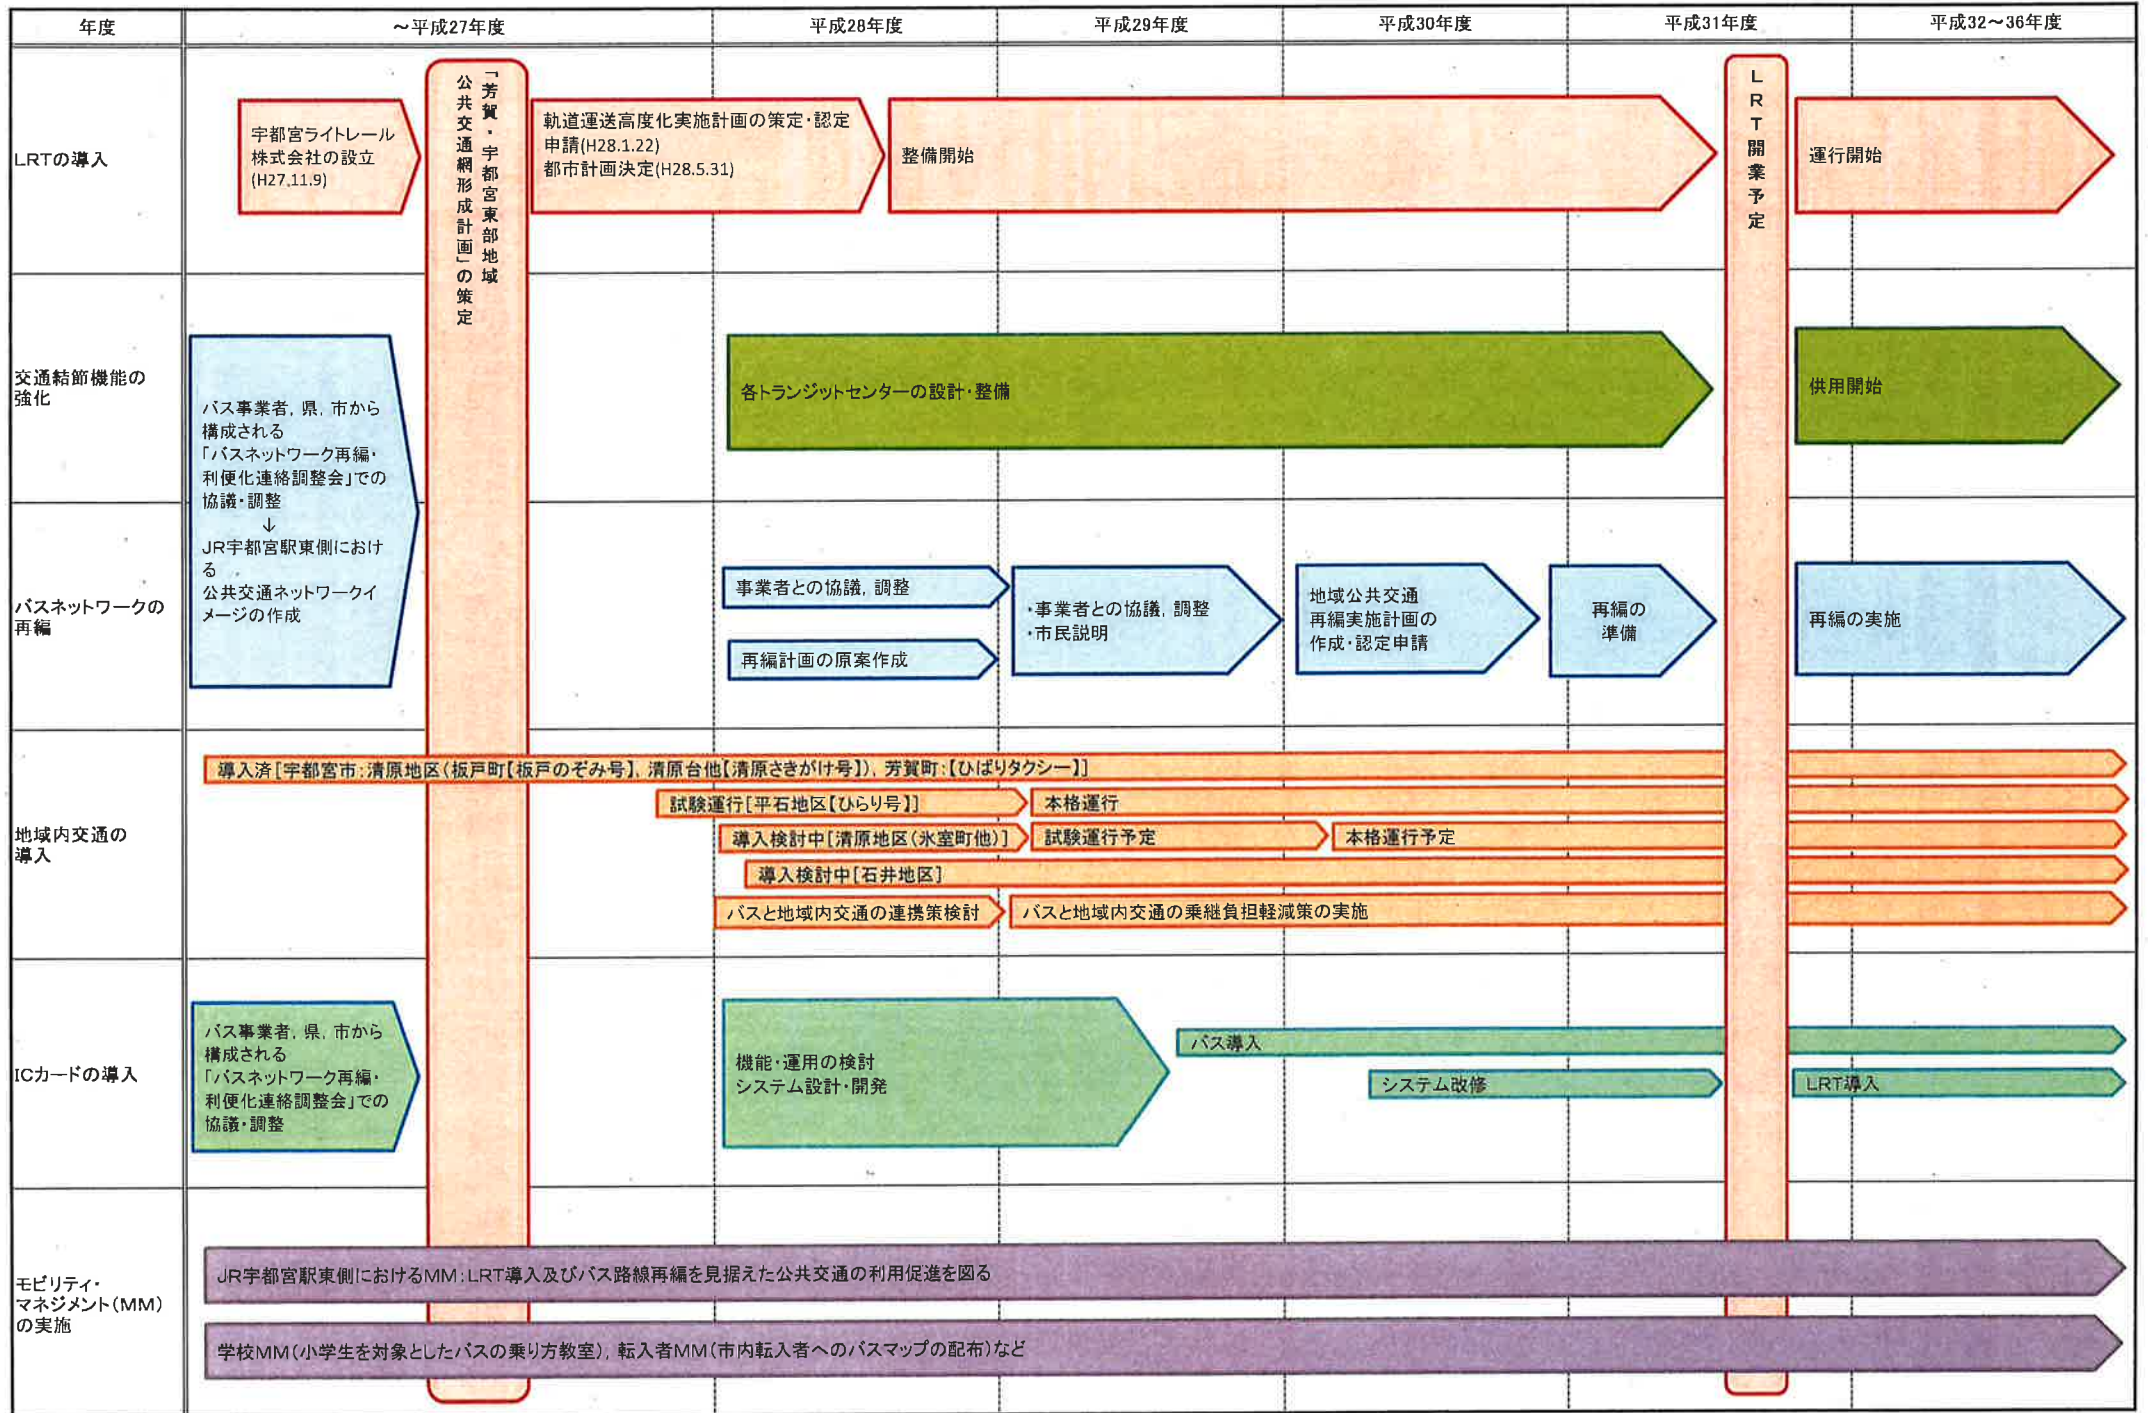 年度
～平成27年度
平成28年度
平成29年度
平成30年度
平成31年度
平成32～36年度
「芳賀・宇都宮東部地域
公共交通網形成計画」の策定
LRT開業予定
LRTの導入
宇都宮ライトレール
株式会社の設立
(H27.11.9)
軌道運送高度化実施計画の策定・認定
申請(H28.1.22)
都市計画決定(H28.5.31)
整備開始
運行開始
交通結節機能の
強化
バス事業者，県，市から
構成される
「バスネットワーク再編・
利便化連絡調整会」での
協議・調整
↓
JR宇都宮駅東側におけ
る
公共交通ネットワークイ
メージの作成
各トランジットセンターの設計・整備
供用開始
バスネットワークの
再編
事業者との協議，調整
再編計画の原案作成
・事業者との協議，調整
・市民説明
地域公共交通
再編実施計画の
作成・認定申請
再編の
準備
再編の実施
地域内交通の
導入
導入済[宇都宮市：清原地区（板戸町【板戸のぞみ号】，清原台他【清原さきがけ号】），芳賀町：【ひばりタクシー】]
試験運行[平石地区【ひらり号】]
本格運行
導入検討中[清原地区（氷室町他）]
試験運行予定
本格運行予定
導入検討中[石井地区]
バスと地域内交通の連携策検討
バスと地域内交通の乗継負担軽減策の実施
ICカードの導入
バス事業者，県，市から
構成される
「バスネットワーク再編・
利便化連絡調整会」での
協議・調整
機能・運用の検討
システム設計・開発
バス導入
システム改修
LRT導入
モビリティ・
マネジメント（MM）
の実施
JR宇都宮駅東側におけるMM：LRT導入及びバス路線再編を見据えた公共交通の利用促進を図る
学校MM（小学生を対象としたバスの乗り方教室），転入者MM（市内転入者へのバスマップの配布）など